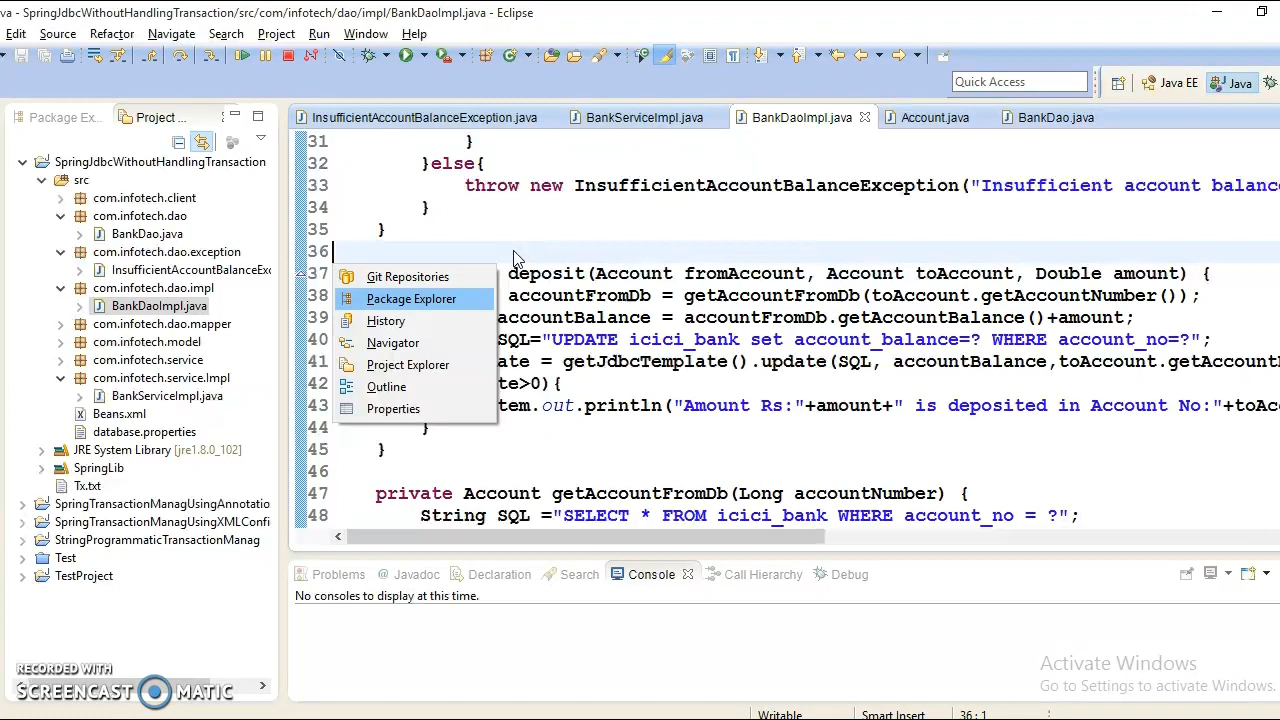 va - SpringJdbcWithoutHandlingTransaction/src/com/infotech/dao/impl/BankDaoImpl.java - Eclipse
Edit Source Refactor Navigate Search Project Run Window Help
Quick Access
Java EE
Java
Package Ex...
Project ...
SpringJdbcWithoutHandlingTransaction
src
com.infotech.client
com.infotech.dao
BankDao.java
com.infotech.dao.exception
InsufficientAccountBalanceExc
com.infotech.dao.impl
BankDaoImpl.java
com.infotech.dao.mapper
com.infotech.model
com.infotech.service
com.infotech.service.Impl
BankServiceImpl.java
Beans.xml
database.properties
JRE System Library [jre1.8.0_102]
SpringLib
Tx.txt
SpringTransactionManagUsingAnnotatio
SpringTransactionManagUsingXMLConfi
StringProgrammaticTransactionManag
Test
TestProject
InsufficientAccountBalanceException.java
BankServiceImpl.java
BankDaoImpl.java
Account.java
BankDao.java
31 }
32 }else{
33 throw new InsufficientAccountBalanceException("Insufficient account balanc
34 }
35 }
36
37 deposit(Account fromAccount, Account toAccount, Double amount) {
38 accountFromDb = getAccountFromDb(toAccount.getAccountNumber());
39 accountBalance = accountFromDb.getAccountBalance()+amount;
40 SQL="UPDATE icici_bank set account_balance=? WHERE account_no=?";
41 ate = getJdbcTemplate().update(SQL, accountBalance,toAccount.getAccountN
42 te>0){
43 tem.out.println("Amount Rs:"+amount+" is deposited in Account No:"+toAcc
44 }
45 }
46
47 private Account getAccountFromDb(Long accountNumber) {
48 String SQL ="SELECT * FROM icici_bank WHERE account_no = ?";
Git Repositories
Package Explorer
History
Navigator
Project Explorer
Outline
Properties
Problems
@ Javadoc
Declaration
Search
Console
Call Hierarchy
Debug
No consoles to display at this time.
Activate Windows
Go to Settings to activate Windows.
RECORDED WITH
SCREENCAST MATIC
Writable
Smart Insert
36 : 1